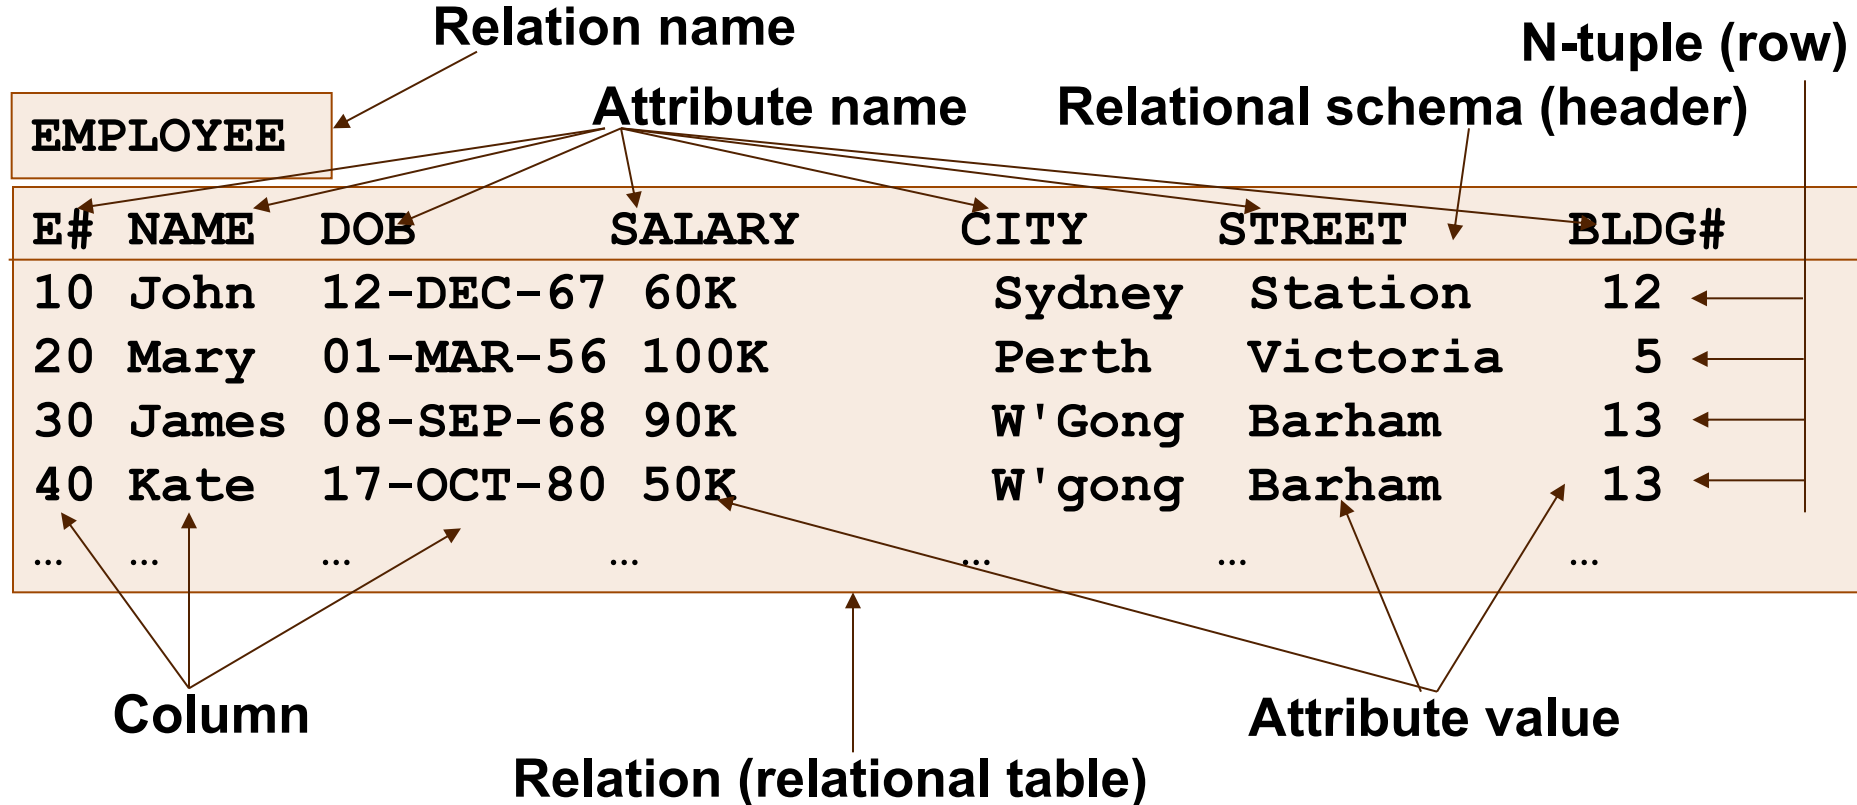 Relation name
N-tuple (row)
Attribute name
Relational schema (header)
EMPLOYEE
E# NAME DOB SALARY CITY STREET BLDG#
10 John 12-DEC-67 60K Sydney Station 12
20 Mary 01-MAR-56 100K Perth Victoria 5
30 James 08-SEP-68 90K W'Gong Barham 13
40 Kate 17-OCT-80 50K W'gong Barham 13
… … … … … … …
Column
Attribute value
Relation (relational table)